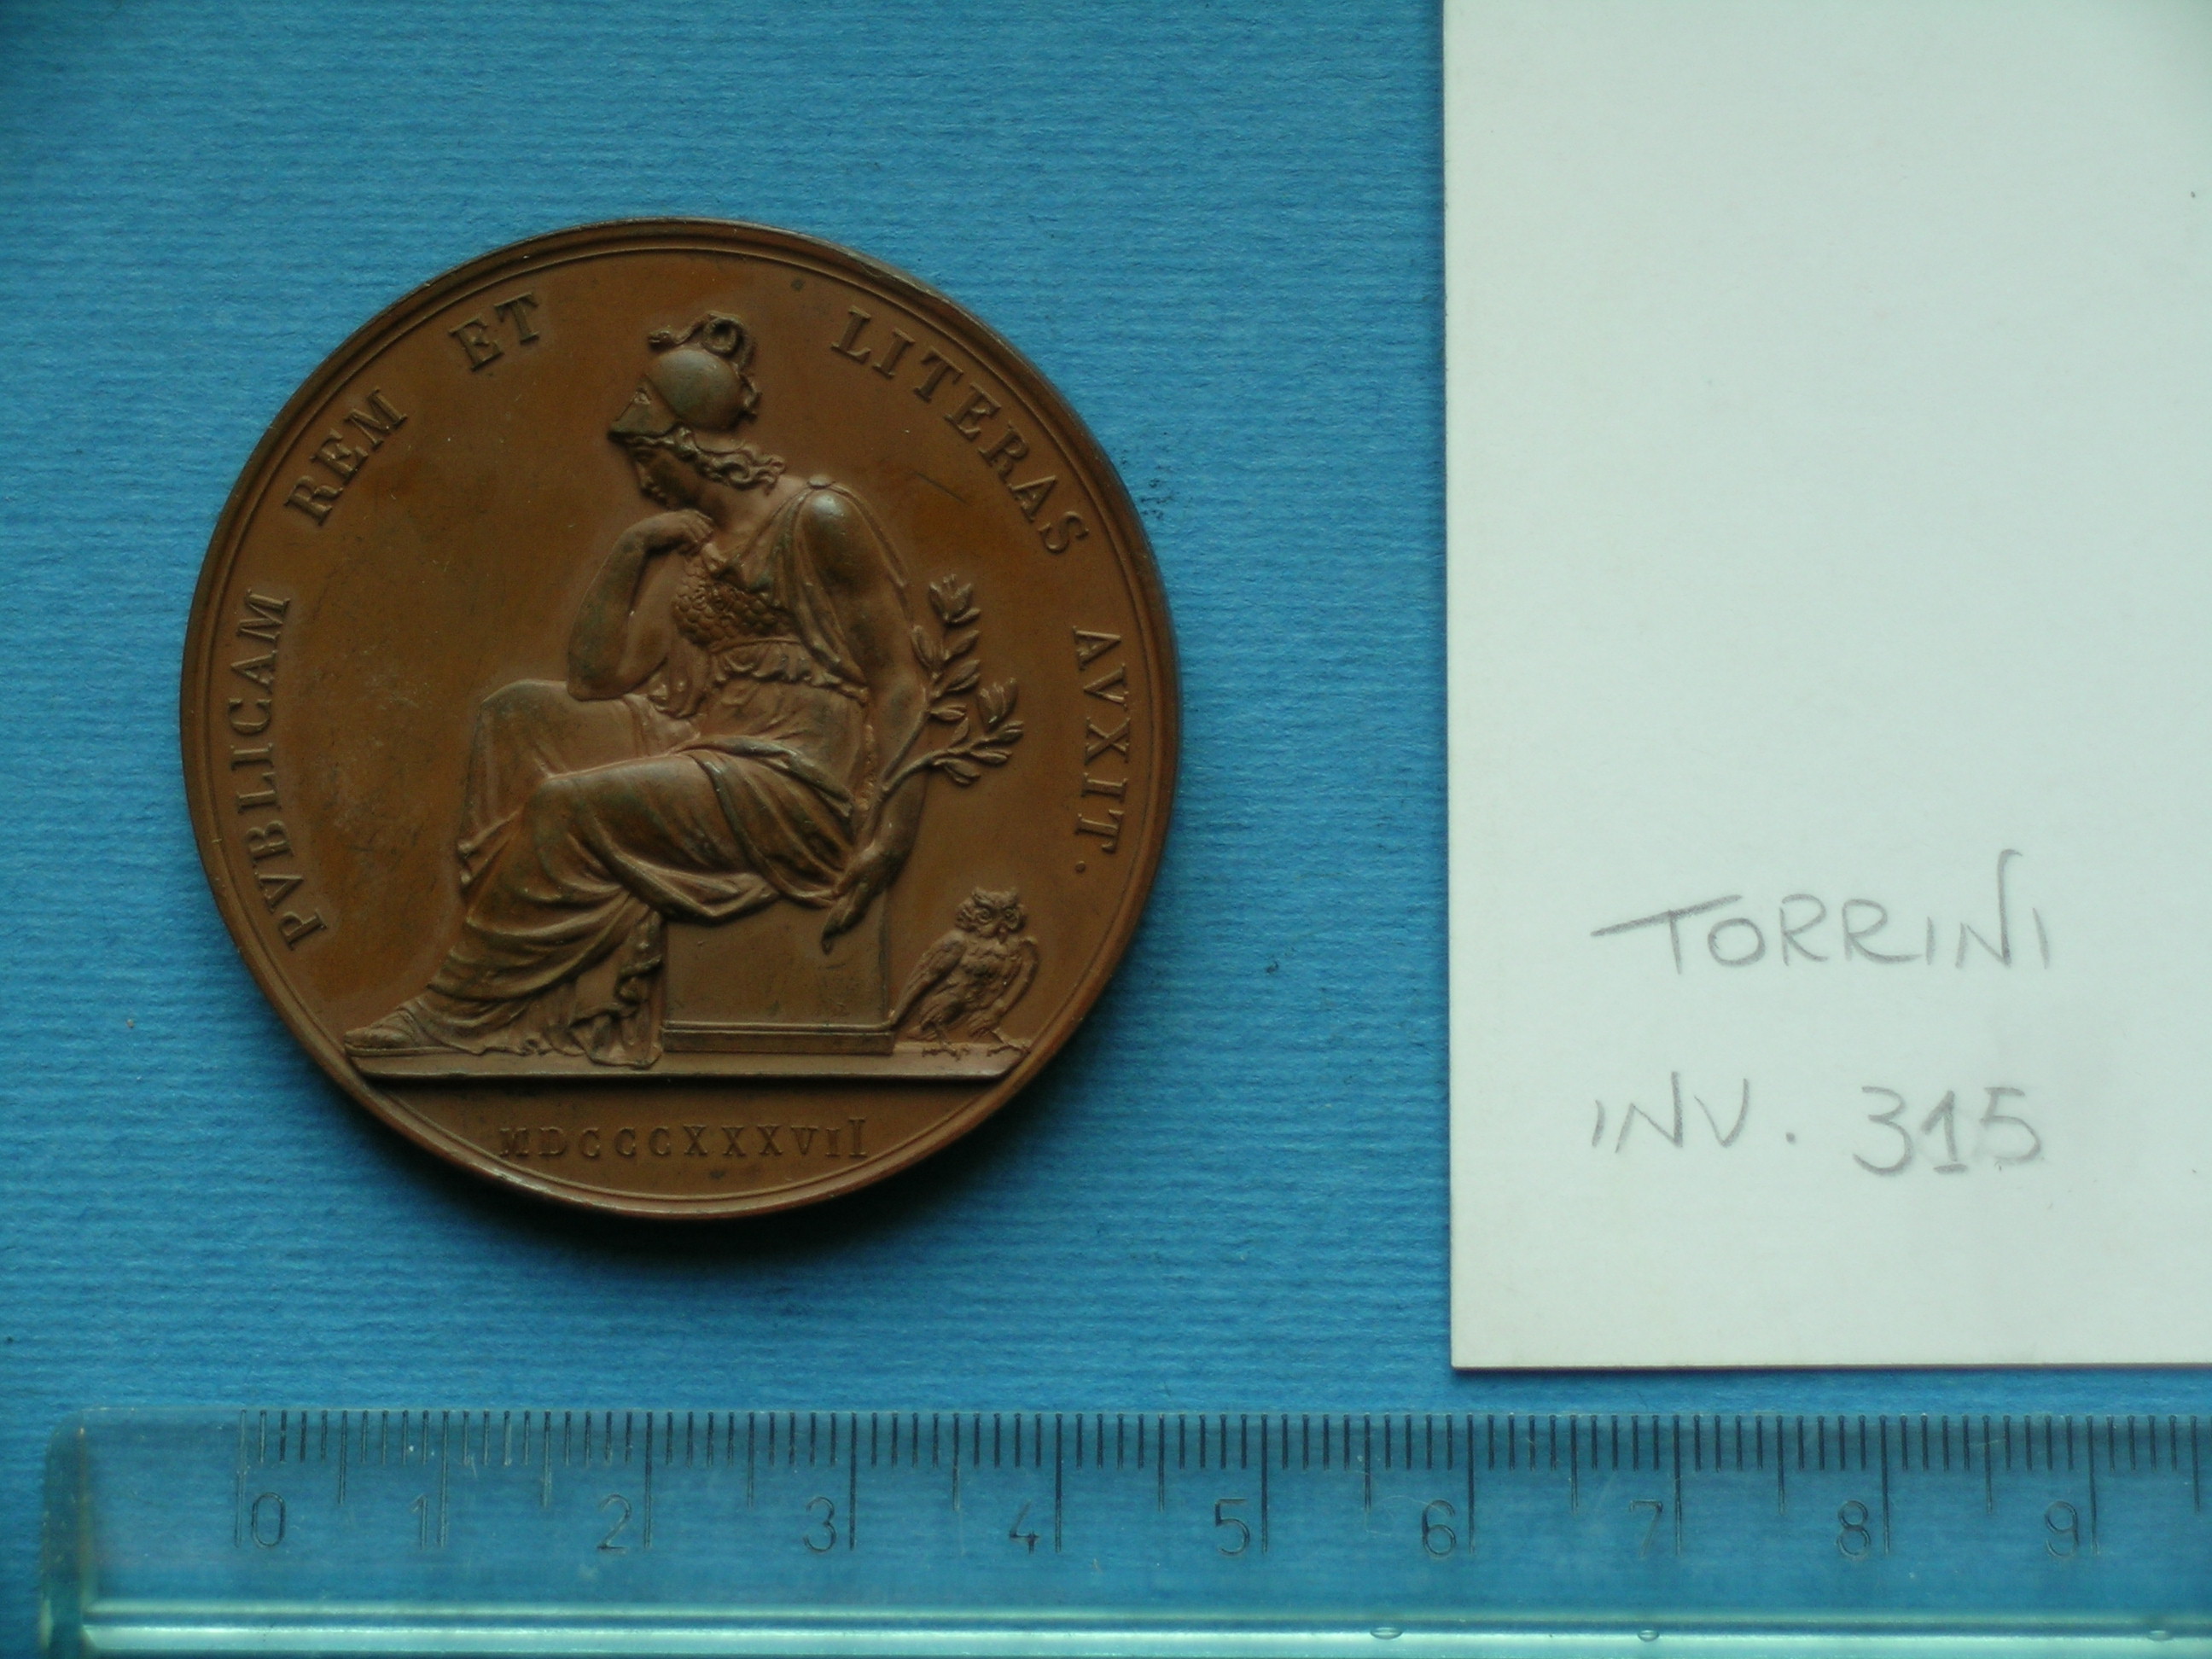 PVBLICAM REM ET LITERAS AVXIT.
MDCCCXXXVII
TORRINI
INV. 315
0 1 2 3 4 5 6 7 8 9